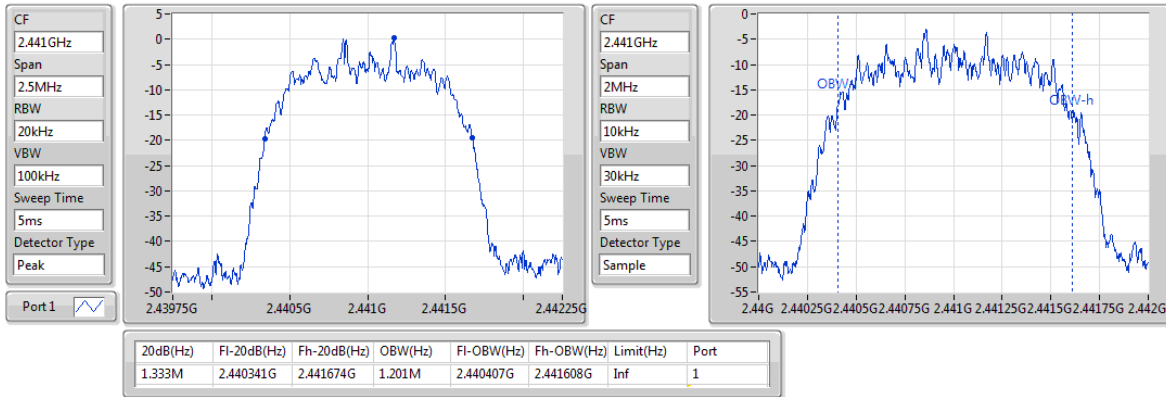 CF
2.441GHz
Span
2.5MHz
RBW
20kHz
VBW
100kHz
Sweep Time
5ms
Detector Type
Peak
Port 1
5
0
-5
-10
-15
-20
-25
-30
-35
-40
-45
-50
2.43975G 2.4405G 2.441G 2.4415G 2.44225G
CF
2.441GHz
Span
2MHz
RBW
10kHz
VBW
30kHz
Sweep Time
5ms
Detector Type
Sample
0
-5
-10
-15
-20
-25
-30
-35
-40
-45
-50
-55
OBW-h
2.44G 2.44025G 2.4405G 2.44075G 2.441G 2.44125G 2.4415G 2.44175G 2.442G
20dB(Hz) Fl-20dB(Hz) Fh-20dB(Hz) OBW(Hz) Fl-OBW(Hz) Fh-OBW(Hz) Limit(Hz) Port
1.333M 2.440341G 2.441674G 1.201M 2.440407G 2.441608G Inf 1